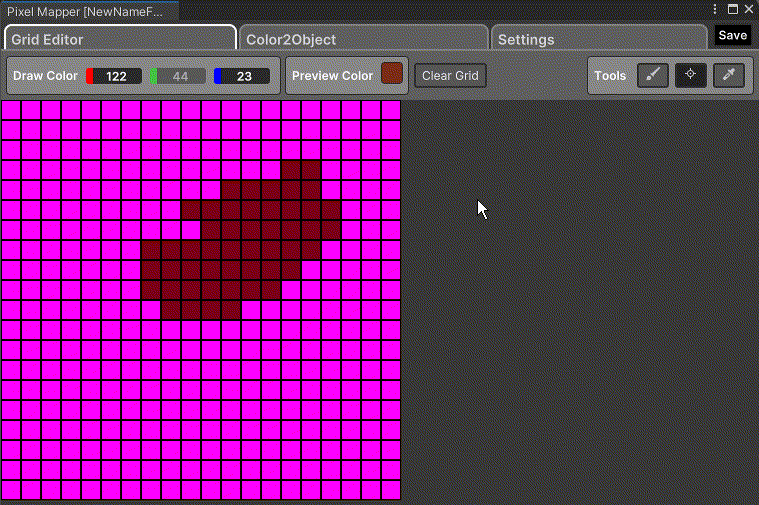 Pixel Mapper [NewNameF...
Grid Editor Color2Object Settings Save
Draw Color 122 44 23 Preview Color Clear Grid Tools